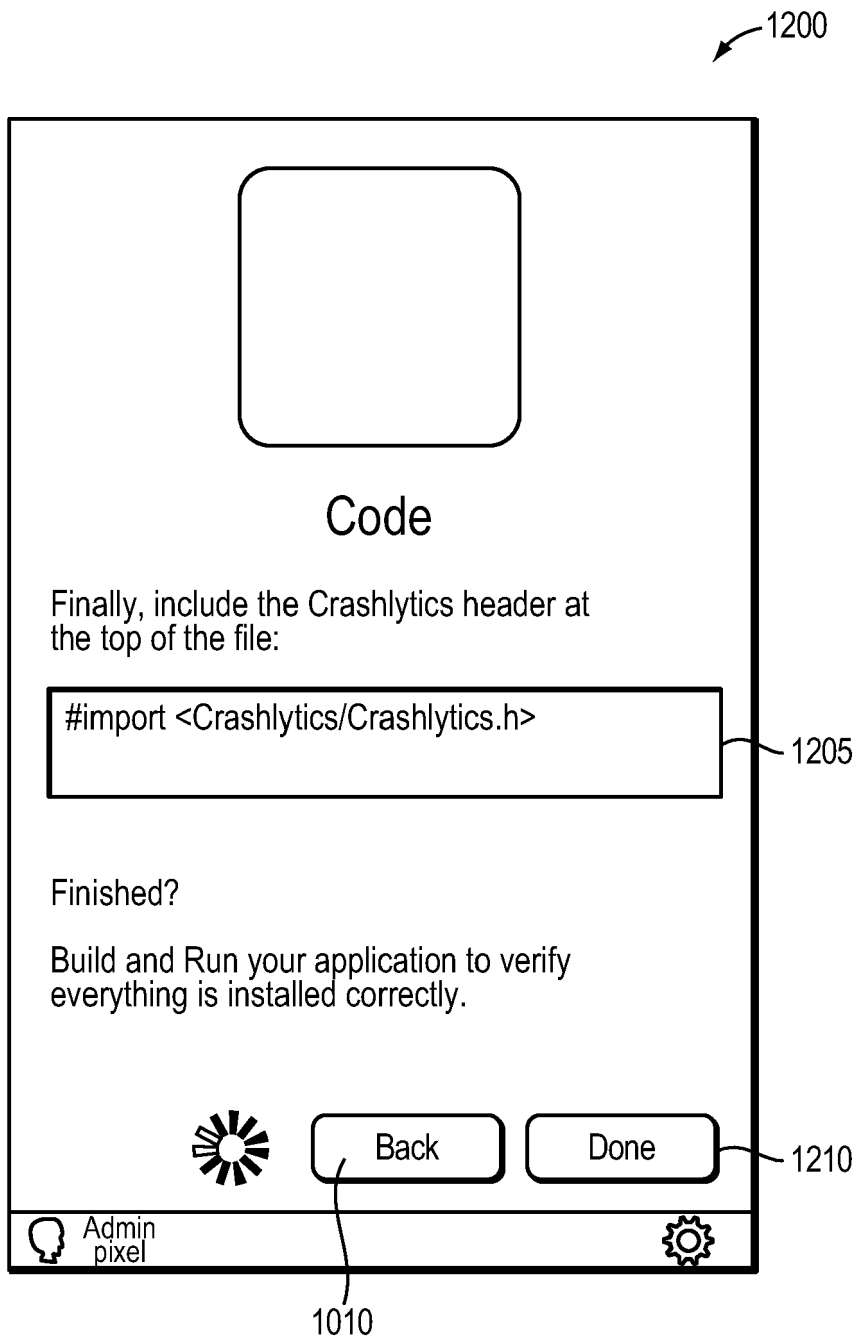 1200
Code
Finally, include the Crashlytics header at
the top of the file:
#import <Crashlytics/Crashlytics.h>
1205
Finished?
Build and Run your application to verify
everything is installed correctly.
Back
Done
1210
Admin
pixel
1010